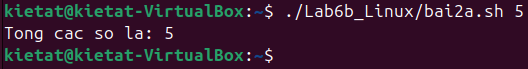 kietat@kietat-VirtualBox:~$ ./Lab6b_Linux/bai2a.sh 5
Tong cac so la: 5
kietat@kietat-VirtualBox:~$